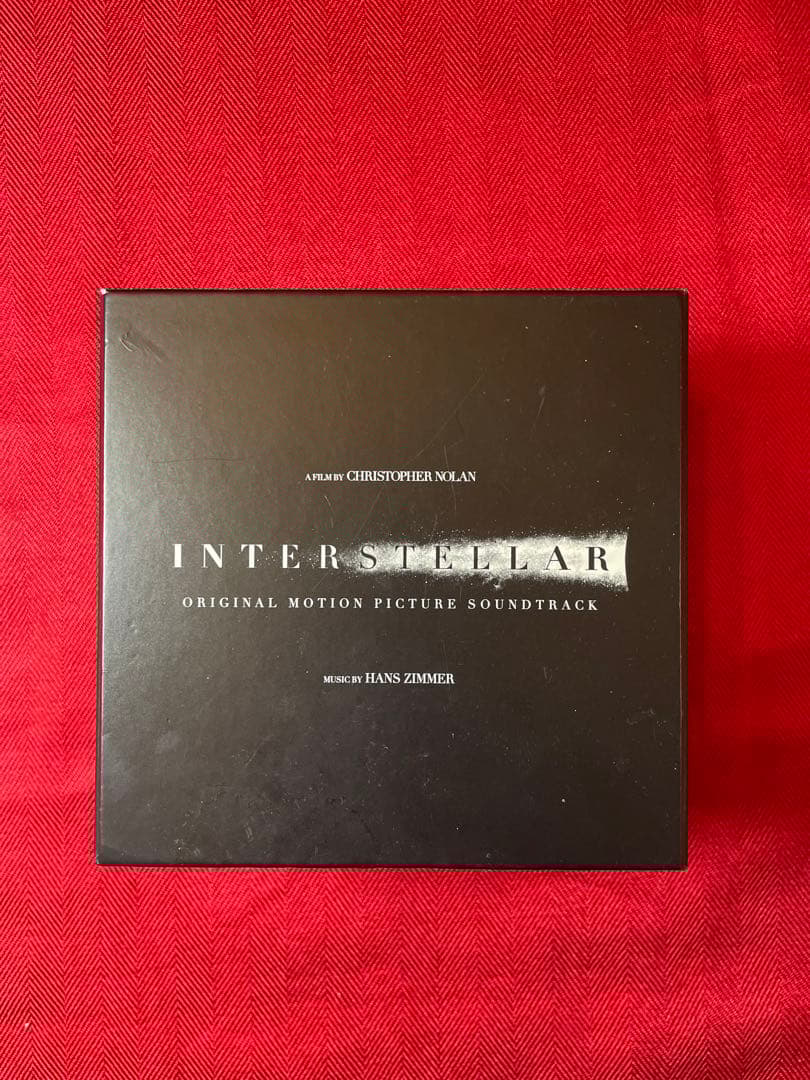 A FILM BY CHRISTOPHER NOLAN
INTERSTELLAR
ORIGINAL MOTION PICTURE SOUNDTRACK
MUSIC BY HANS ZIMMER